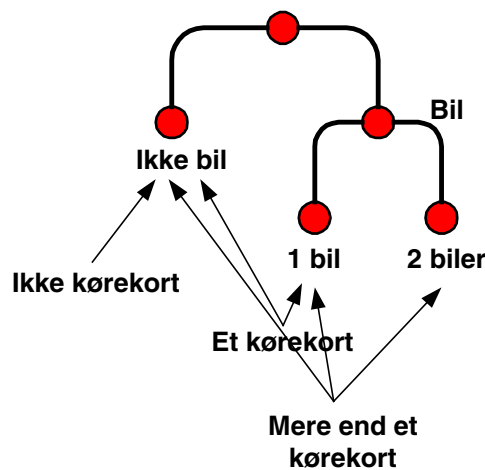 Bil
Ikke bil
1 bil
2 biler
Ikke kørekort
Et kørekort
Mere end et
kørekort